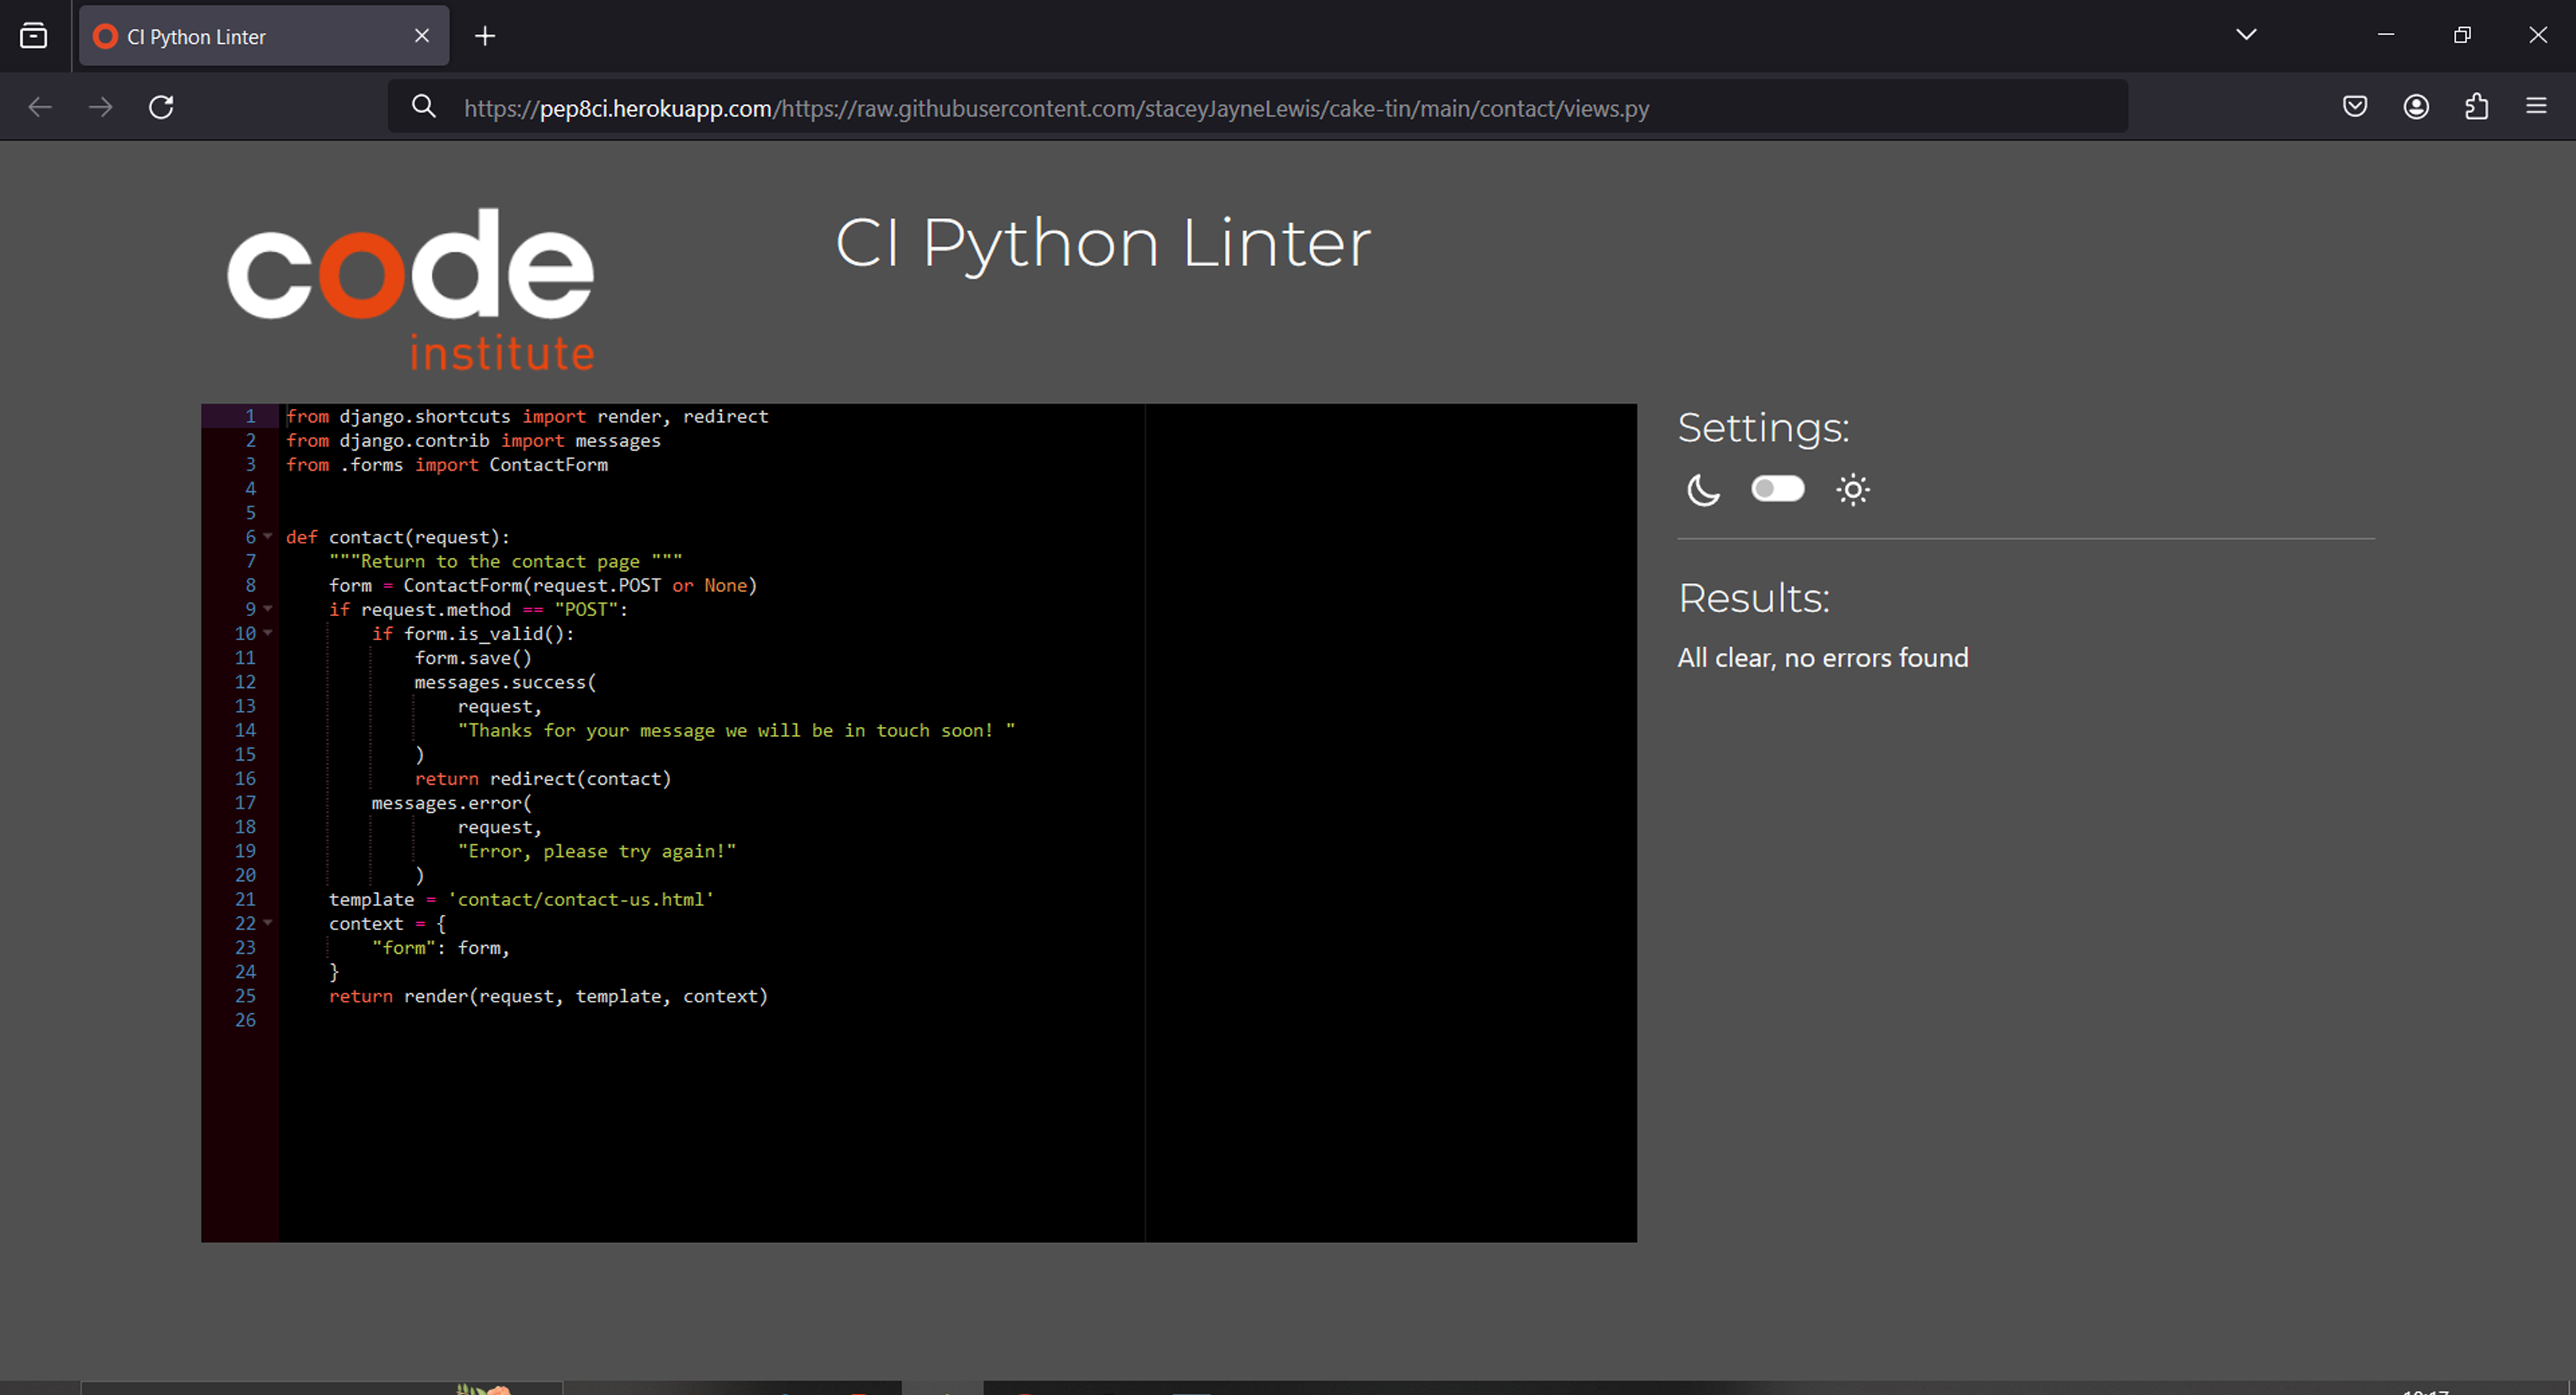 CI Python Linter
https://pep8ci.herokuapp.com/https://raw.githubusercontent.com/staceyJayneLewis/cake-tin/main/contact/views.py
code
institute
CI Python Linter
1 from django.shortcuts import render, redirect
2 from django.contrib import messages
3 from .forms import ContactForm
4
5
6 def contact(request):
7     """Return to the contact page """
8     form = ContactForm(request.POST or None)
9     if request.method == "POST":
10         if form.is_valid():
11             form.save()
12             messages.success(
13                 request,
14                 "Thanks for your message we will be in touch soon! "
15             )
16             return redirect(contact)
17         messages.error(
18                 request,
19                 "Error, please try again!"
20             )
21     template = 'contact/contact-us.html'
22     context = {
23         "form": form,
24     }
25     return render(request, template, context)
26
Settings:
Results:
All clear, no errors found